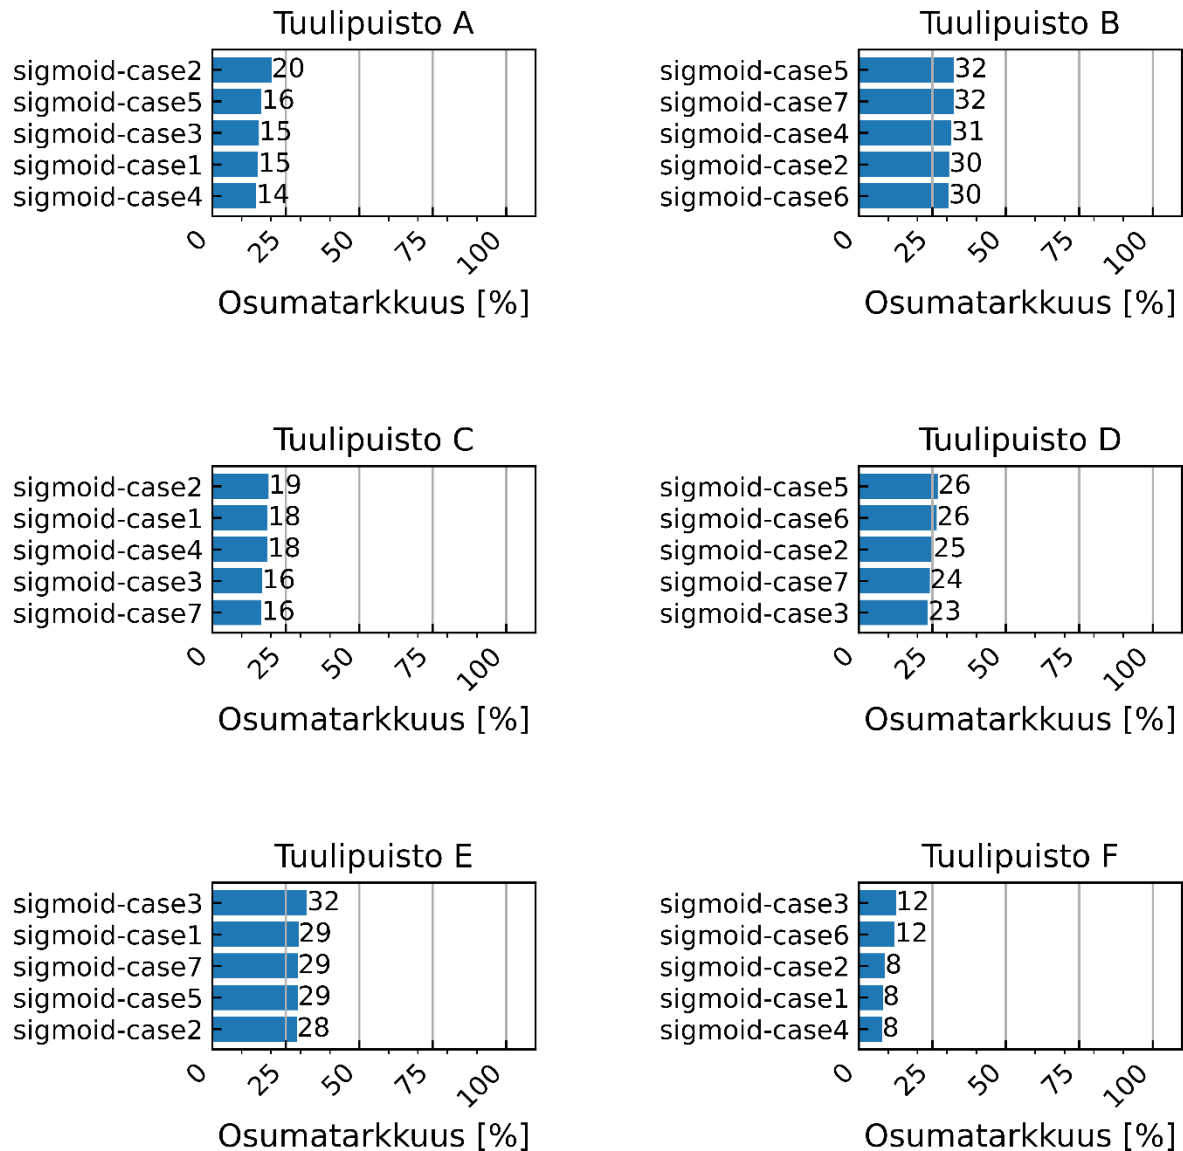 Tuulipuisto A
sigmoid-case2 20
sigmoid-case5 16
sigmoid-case3 15
sigmoid-case1 15
sigmoid-case4 14
0 25 50 75 100
Osumatarkkuus [%]
Tuulipuisto B
sigmoid-case5 32
sigmoid-case7 32
sigmoid-case4 31
sigmoid-case2 30
sigmoid-case6 30
0 25 50 75 100
Osumatarkkuus [%]
Tuulipuisto C
sigmoid-case2 19
sigmoid-case1 18
sigmoid-case4 18
sigmoid-case3 16
sigmoid-case7 16
0 25 50 75 100
Osumatarkkuus [%]
Tuulipuisto D
sigmoid-case5 26
sigmoid-case6 26
sigmoid-case2 25
sigmoid-case7 24
sigmoid-case3 23
0 25 50 75 100
Osumatarkkuus [%]
Tuulipuisto E
sigmoid-case3 32
sigmoid-case1 29
sigmoid-case7 29
sigmoid-case5 29
sigmoid-case2 28
0 25 50 75 100
Osumatarkkuus [%]
Tuulipuisto F
sigmoid-case3 12
sigmoid-case6 12
sigmoid-case2 8
sigmoid-case1 8
sigmoid-case4 8
0 25 50 75 100
Osumatarkkuus [%]